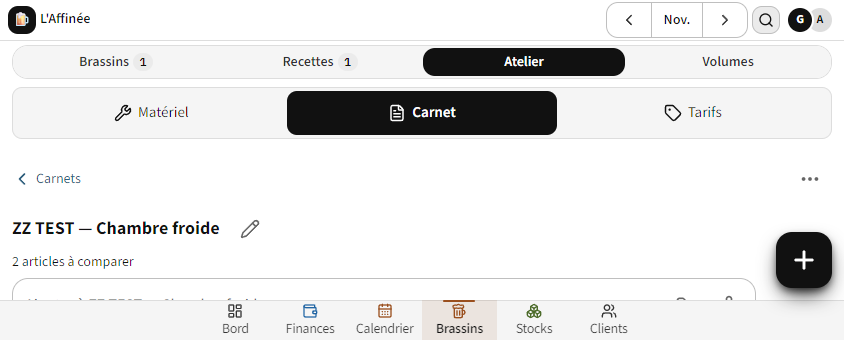 L'Affinée
Nov.
G
A
Brassins 1
Recettes 1
Atelier
Volumes
Matériel
Carnet
Tarifs
Carnets
ZZ TEST — Chambre froide
2 articles à comparer
Bord
Finances
Calendrier
Brassins
Stocks
Clients